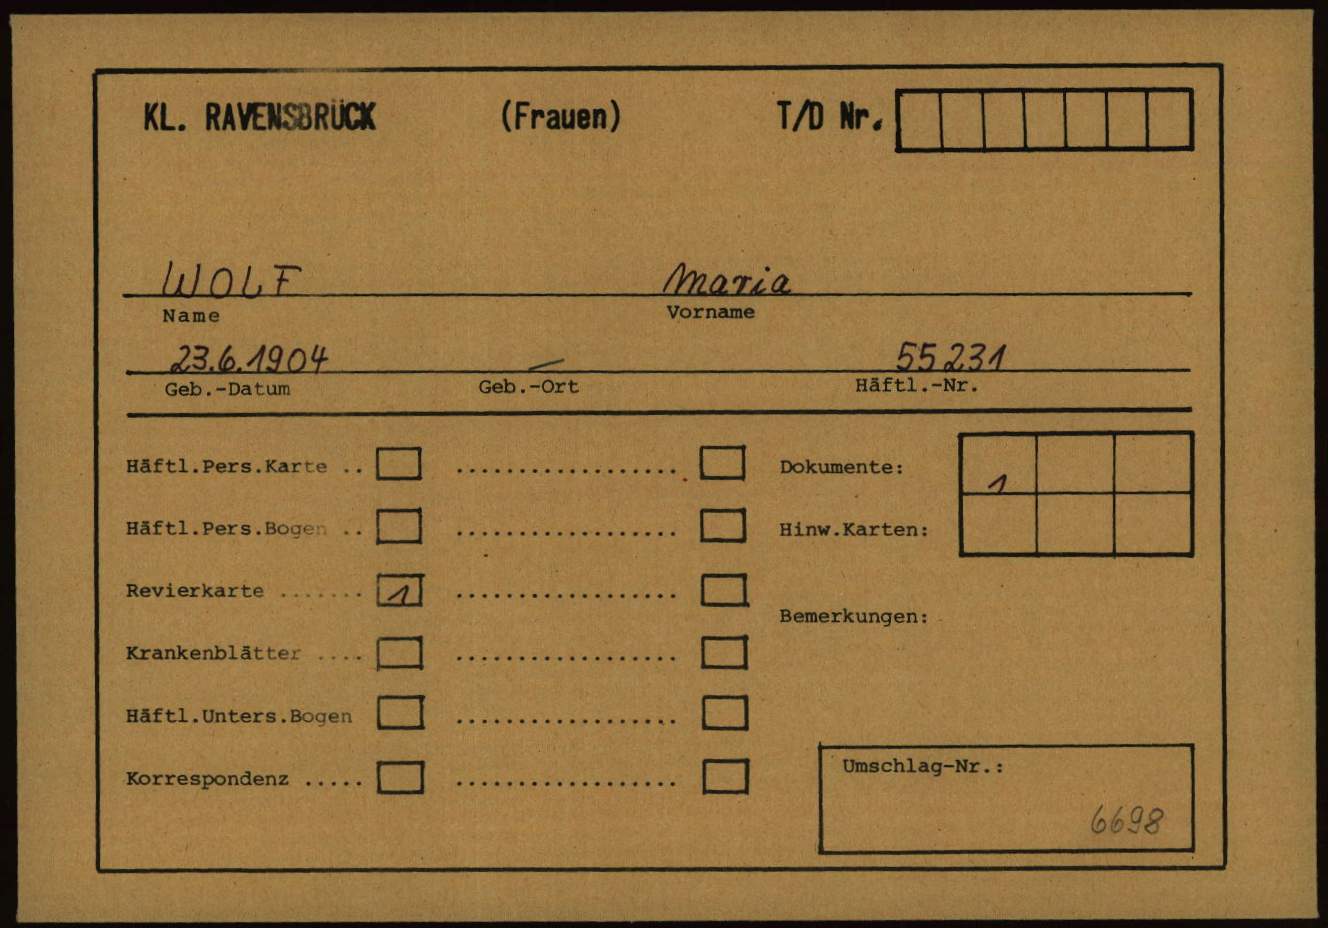 KL. RAVENSBRÜCK (Frauen) T/D Nr.
WOLF Maria
Name Vorname
23.6.1904 – 55231
Geb.-Datum Geb.-Ort Häftl.-Nr.
Häftl.Pers.Karte .. .................. Dokumente: 1
Häftl.Pers.Bogen .. .................. Hinw.Karten:
Revierkarte ....... 1 ..................
Bemerkungen:
Krankenblätter .... ..................
Häftl.Unters.Bogen ..................
Umschlag-Nr.:
Korrespondenz ..... ..................
6698